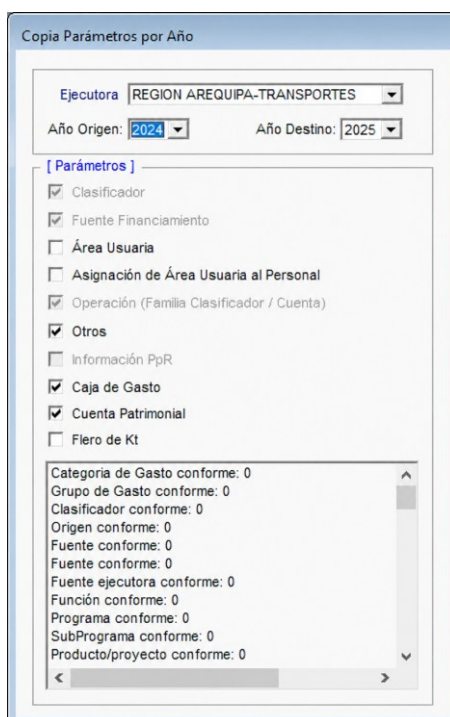 Copia Parámetros por Año
Ejecutora REGION AREQUIPA-TRANSPORTES
Año Origen: 2024 Año Destino: 2025
[ Parámetros ]
Clasificador
Fuente Financiamiento
Área Usuaria
Asignación de Área Usuaria al Personal
Operación (Familia Clasificador / Cuenta)
Otros
Información PpR
Caja de Gasto
Cuenta Patrimonial
Flero de Kt
Categoria de Gasto conforme: 0
Grupo de Gasto conforme: 0
Clasificador conforme: 0
Origen conforme: 0
Fuente conforme: 0
Fuente conforme: 0
Fuente ejecutora conforme: 0
Función conforme: 0
Programa conforme: 0
SubPrograma conforme: 0
Producto/proyecto conforme: 0